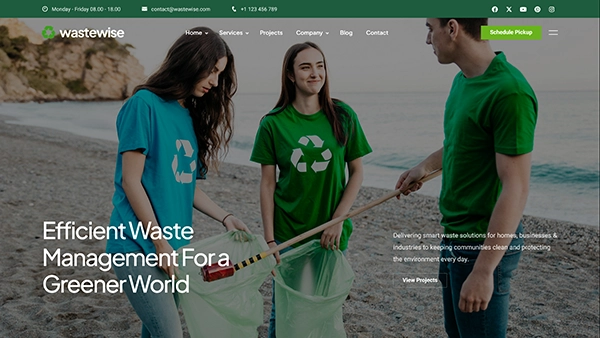 Monday - Friday 08.00 - 18.00
contact@wastewise.com
+1 123 456 789
wastewise
Home
Services
Projects
Company
Blog
Contact
Schedule Pickup
Efficient Waste
Management For a
Greener World
Delivering smart waste solutions for homes, businesses &
industries to keeping communities clean and protecting
the environment every day.
View Projects